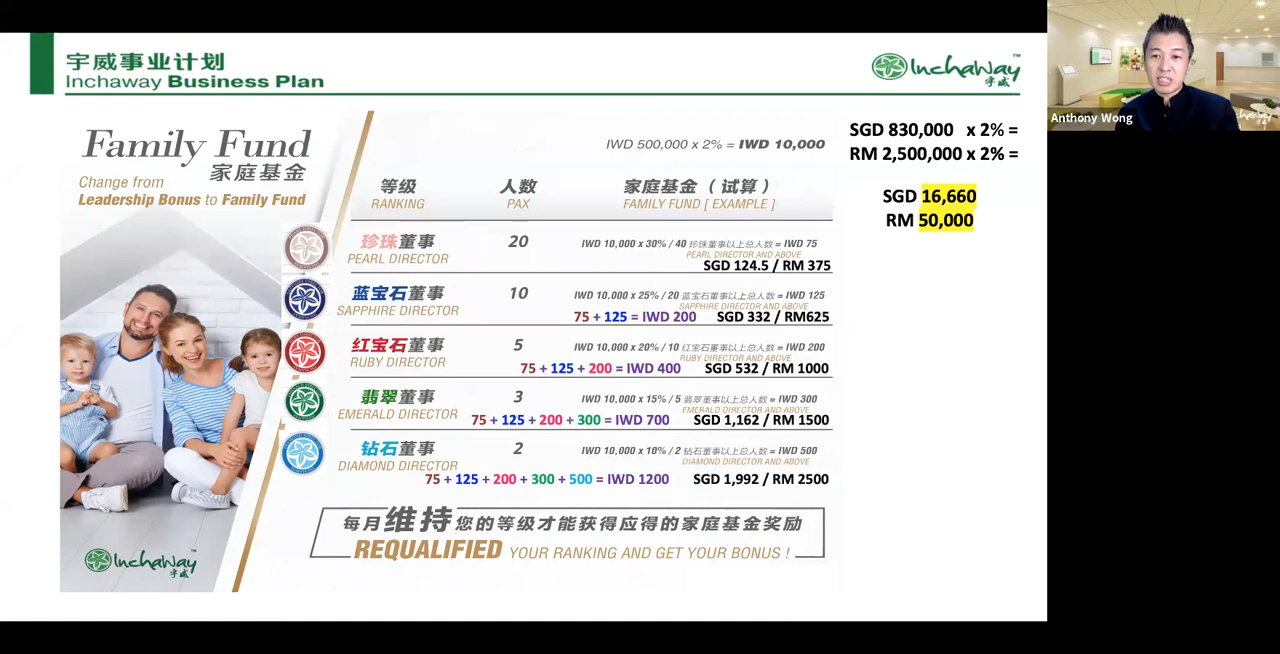 宇威事业计划
Inchaway Business Plan
Inchaway™
宇威
Anthony Wong
SGD 830,000 x 2% =
RM 2,500,000 x 2% =
SGD 16,660
RM 50,000
Family Fund
家庭基金
Change from
Leadership Bonus to Family Fund
IWD 500,000 x 2% = IWD 10,000
等级 人数 家庭基金（试算）
RANKING PAX FAMILY FUND [ EXAMPLE ]
珍珠董事 20 IWD 10,000 x 30% / 40 珍珠董事以上总人数 = IWD 75
PEARL DIRECTOR PEARL DIRECTOR AND ABOVE
SGD 124.5 / RM 375
蓝宝石董事 10 IWD 10,000 x 25% / 20 蓝宝石董事以上总人数 = IWD 125
SAPPHIRE DIRECTOR SAPPHIRE DIRECTOR AND ABOVE
75 + 125 = IWD 200 SGD 332 / RM625
红宝石董事 5 IWD 10,000 x 20% / 10 红宝石董事以上总人数 = IWD 200
RUBY DIRECTOR RUBY DIRECTOR AND ABOVE
75 + 125 + 200 = IWD 400 SGD 532 / RM 1000
翡翠董事 3 IWD 10,000 x 15% / 5 翡翠董事以上总人数 = IWD 300
EMERALD DIRECTOR EMERALD DIRECTOR AND ABOVE
75 + 125 + 200 + 300 = IWD 700 SGD 1,162 / RM 1500
钻石董事 2 IWD 10,000 x 10% / 2 钻石董事以上总人数 = IWD 500
DIAMOND DIRECTOR DIAMOND DIRECTOR AND ABOVE
75 + 125 + 200 + 300 + 500 = IWD 1200 SGD 1,992 / RM 2500
每月维持您的等级才能获得应得的家庭基金奖励
REQUALIFIED YOUR RANKING AND GET YOUR BONUS !
Inchaway™
宇威